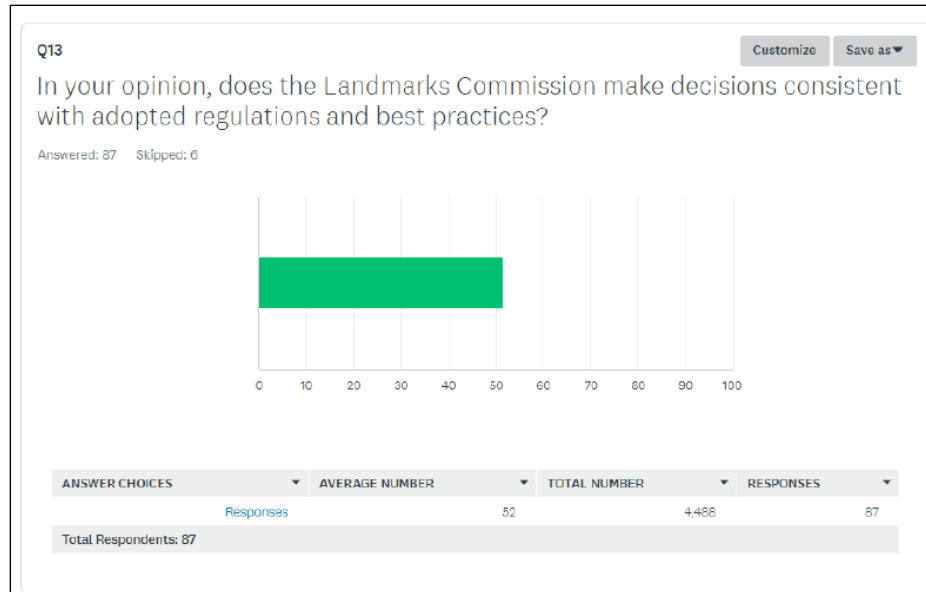 Q13
Customize
Save as
In your opinion, does the Landmarks Commission make decisions consistent
with adopted regulations and best practices?
Answered: 87 Skipped: 6
0 10 20 30 40 50 60 70 80 90 100
ANSWER CHOICES AVERAGE NUMBER TOTAL NUMBER RESPONSES
Responses 52 4,488 87
Total Respondents: 87